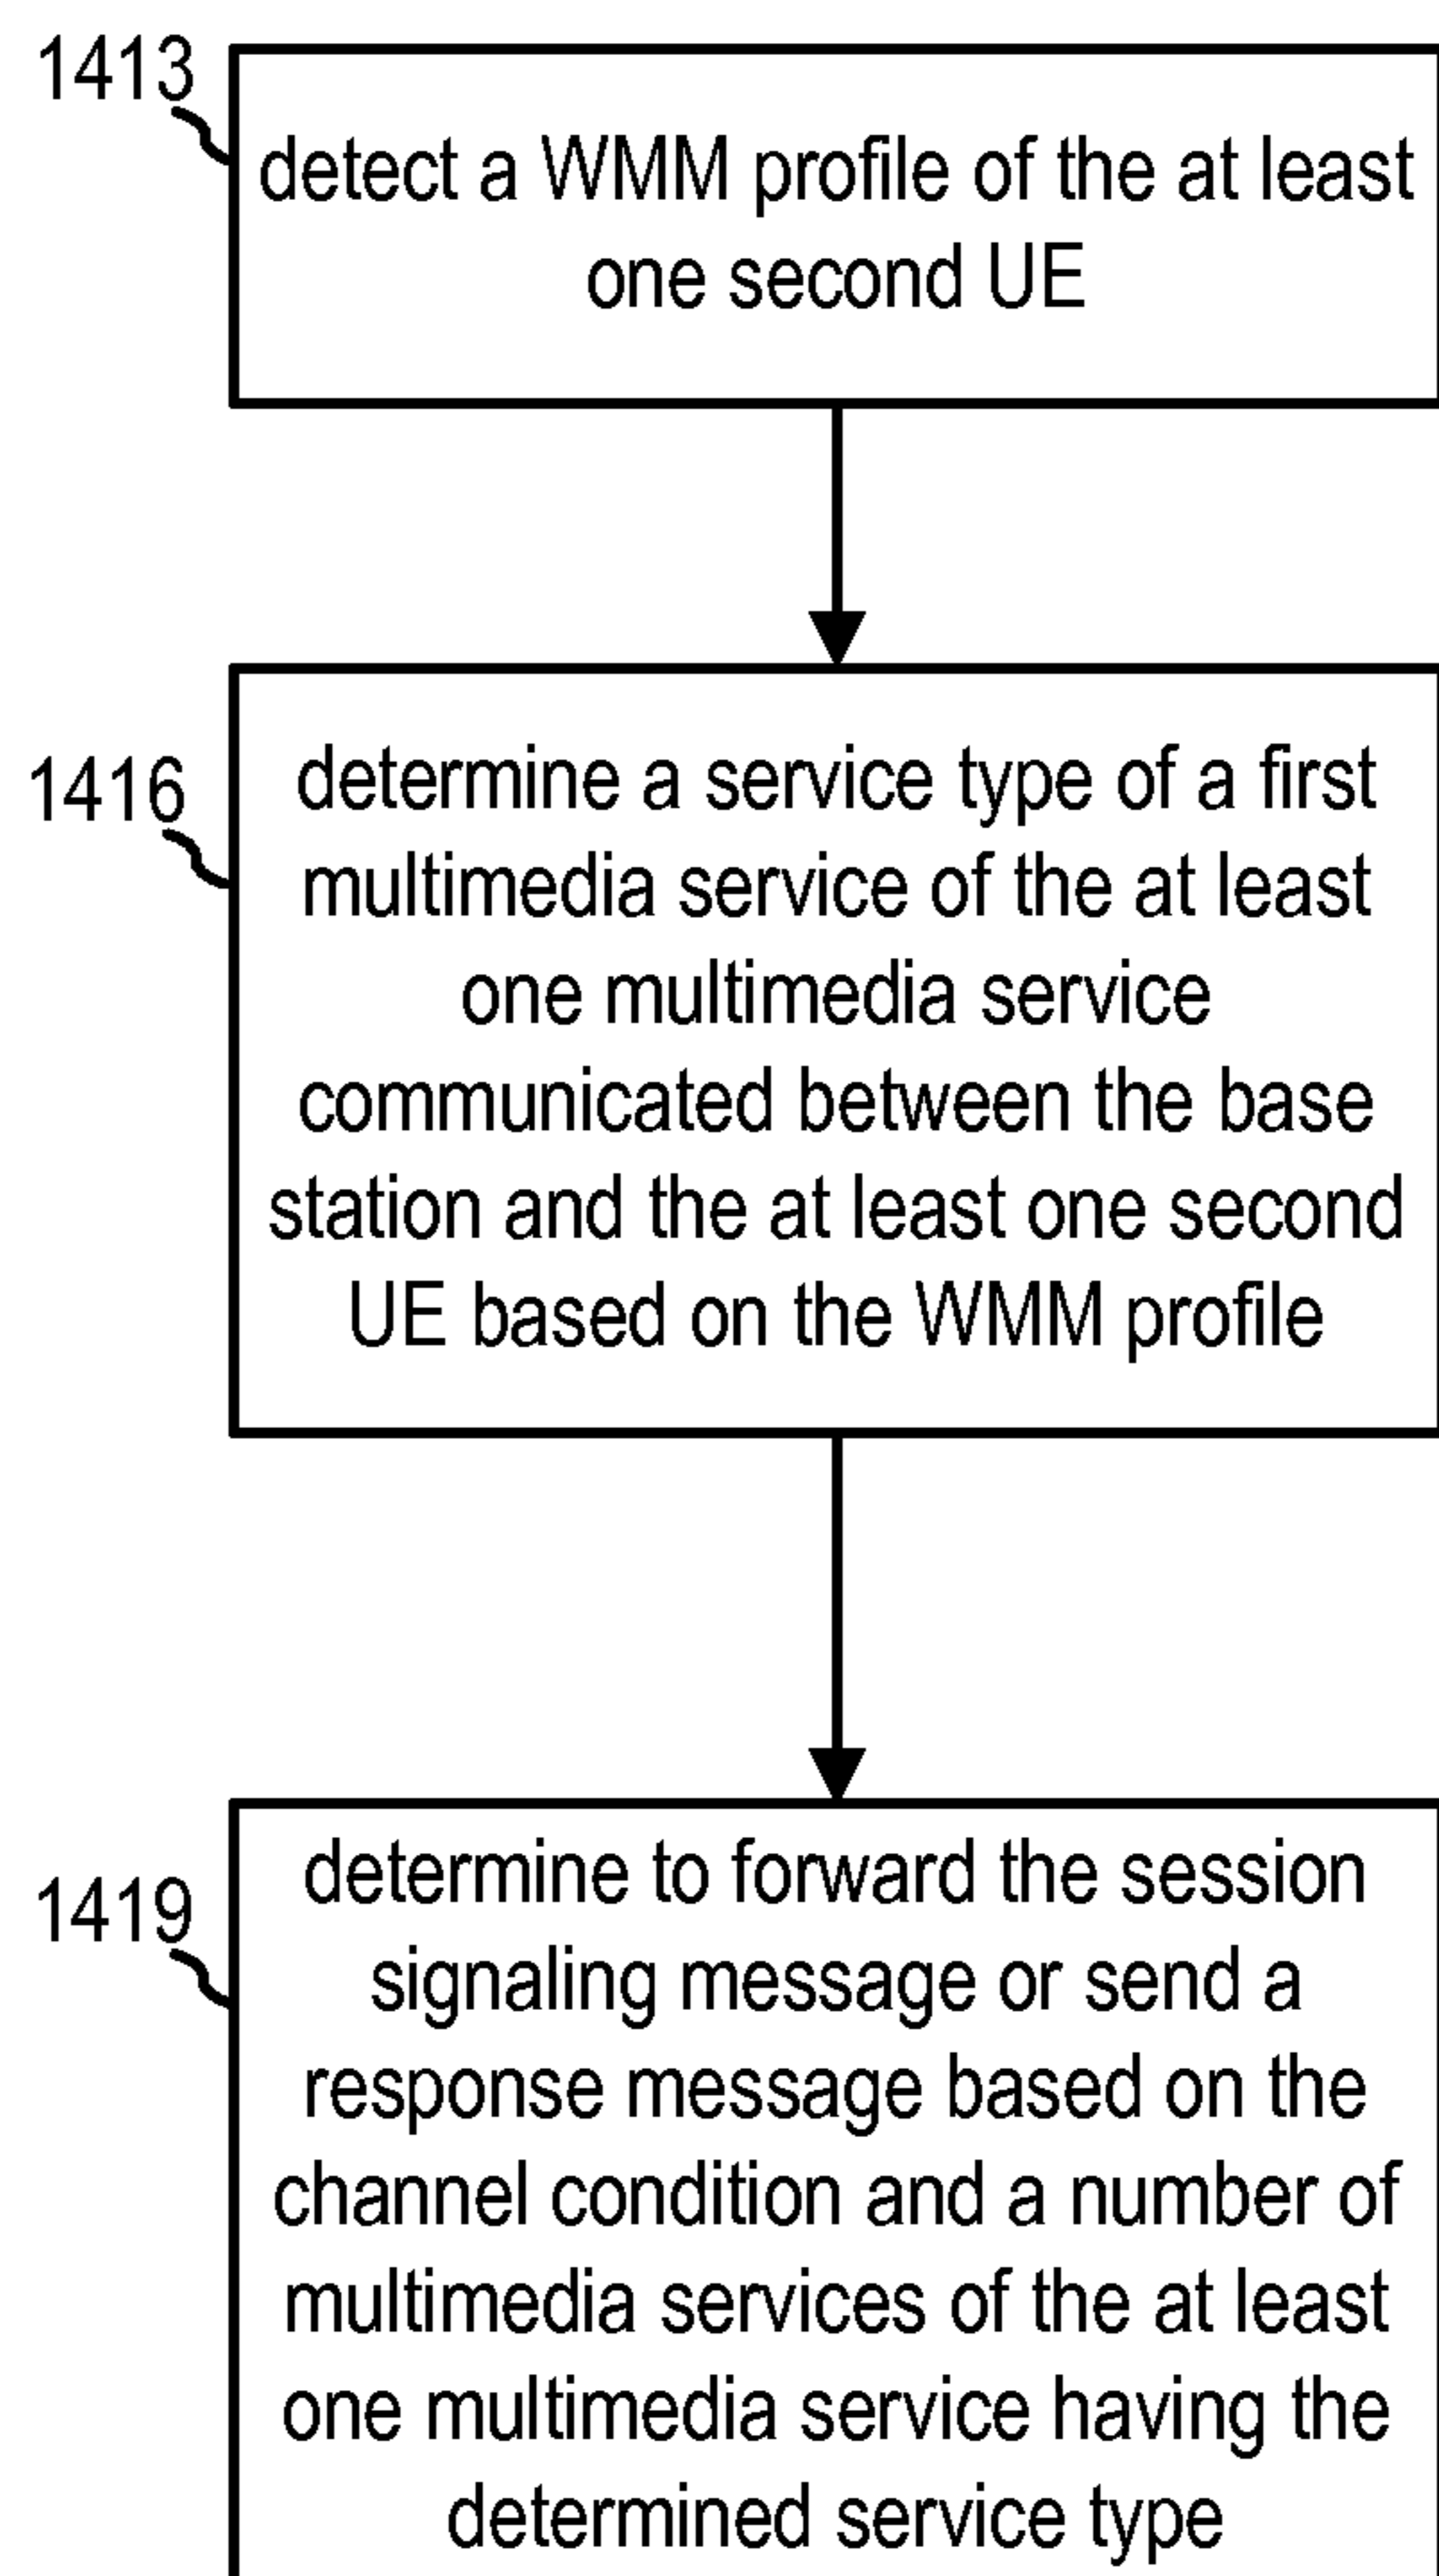 1413
detect a WMM profile of the at least
one second UE
1416
determine a service type of a first
multimedia service of the at least
one multimedia service
communicated between the base
station and the at least one second
UE based on the WMM profile
1419
determine to forward the session
signaling message or send a
response message based on the
channel condition and a number of
multimedia services of the at least
one multimedia service having the
determined service type